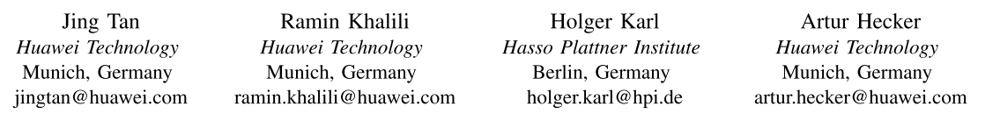 Jing Tan
Huawei Technology
Munich, Germany
jingtan@huawei.com
Ramin Khalili
Huawei Technology
Munich, Germany
ramin.khalili@huawei.com
Holger Karl
Hasso Plattner Institute
Berlin, Germany
holger.karl@hpi.de
Artur Hecker
Huawei Technology
Munich, Germany
artur.hecker@huawei.com